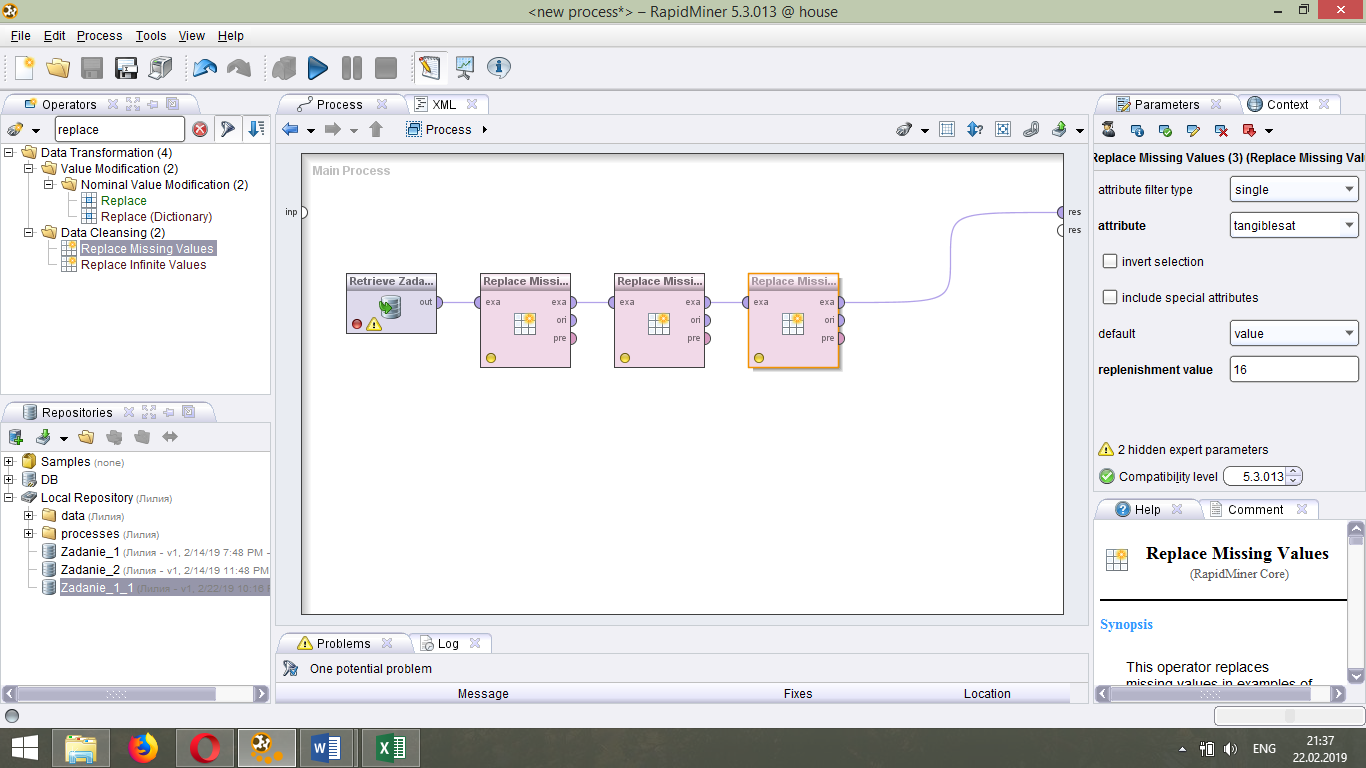 <new process*> – RapidMiner 5.3.013 @ house
File Edit Process Tools View Help
Operators
replace
Data Transformation (4)
Value Modification (2)
Nominal Value Modification (2)
Replace
Replace (Dictionary)
Data Cleansing (2)
Replace Missing Values
Replace Infinite Values
Repositories
Samples (none)
DB
Local Repository (Лилия)
data (Лилия)
processes (Лилия)
Zadanie_1 (Лилия – v1, 2/14/19 7:48 PM –
Zadanie_2 (Лилия – v1, 2/14/19 11:48 PM
Zadanie_1_1 (Лилия – v1, 2/22/19 10:16
Process XML
Process
Main Process
inp
res
res
Retrieve Zada...
out
Replace Missi...
exa exa
ori
pre
Replace Missi...
exa exa
ori
pre
Replace Missi...
exa exa
ori
pre
Problems Log
One potential problem
Message Fixes Location
Parameters Context
Replace Missing Values (3) (Replace Missing Val
attribute filter type single
attribute tangiblesat
invert selection
include special attributes
default value
replenishment value 16
2 hidden expert parameters
Compatibility level 5.3.013
Help Comment
Replace Missing Values
(RapidMiner Core)
Synopsis
This operator replaces
missing values in examples of
ENG
21:37
22.02.2019